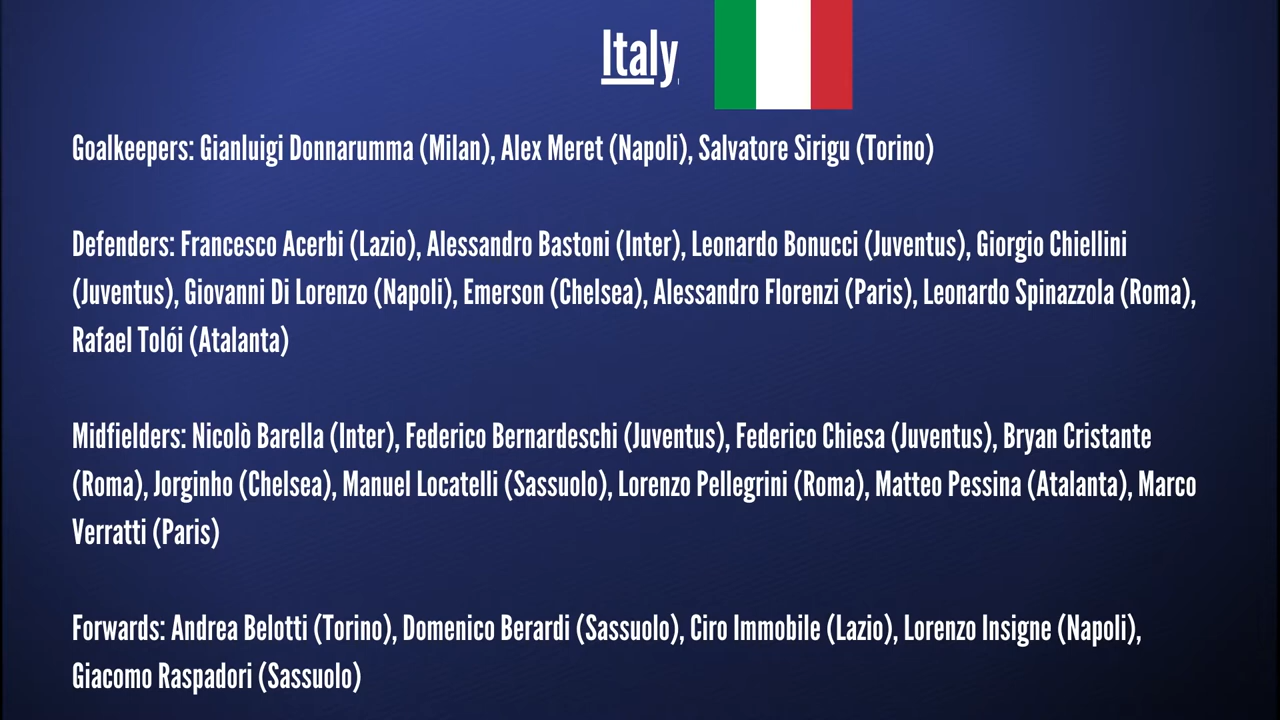 Italy
Goalkeepers: Gianluigi Donnarumma (Milan), Alex Meret (Napoli), Salvatore Sirigu (Torino)
Defenders: Francesco Acerbi (Lazio), Alessandro Bastoni (Inter), Leonardo Bonucci (Juventus), Giorgio Chiellini
(Juventus), Giovanni Di Lorenzo (Napoli), Emerson (Chelsea), Alessandro Florenzi (Paris), Leonardo Spinazzola (Roma),
Rafael Tolói (Atalanta)
Midfielders: Nicolò Barella (Inter), Federico Bernardeschi (Juventus), Federico Chiesa (Juventus), Bryan Cristante
(Roma), Jorginho (Chelsea), Manuel Locatelli (Sassuolo), Lorenzo Pellegrini (Roma), Matteo Pessina (Atalanta), Marco
Verratti (Paris)
Forwards: Andrea Belotti (Torino), Domenico Berardi (Sassuolo), Ciro Immobile (Lazio), Lorenzo Insigne (Napoli),
Giacomo Raspadori (Sassuolo)